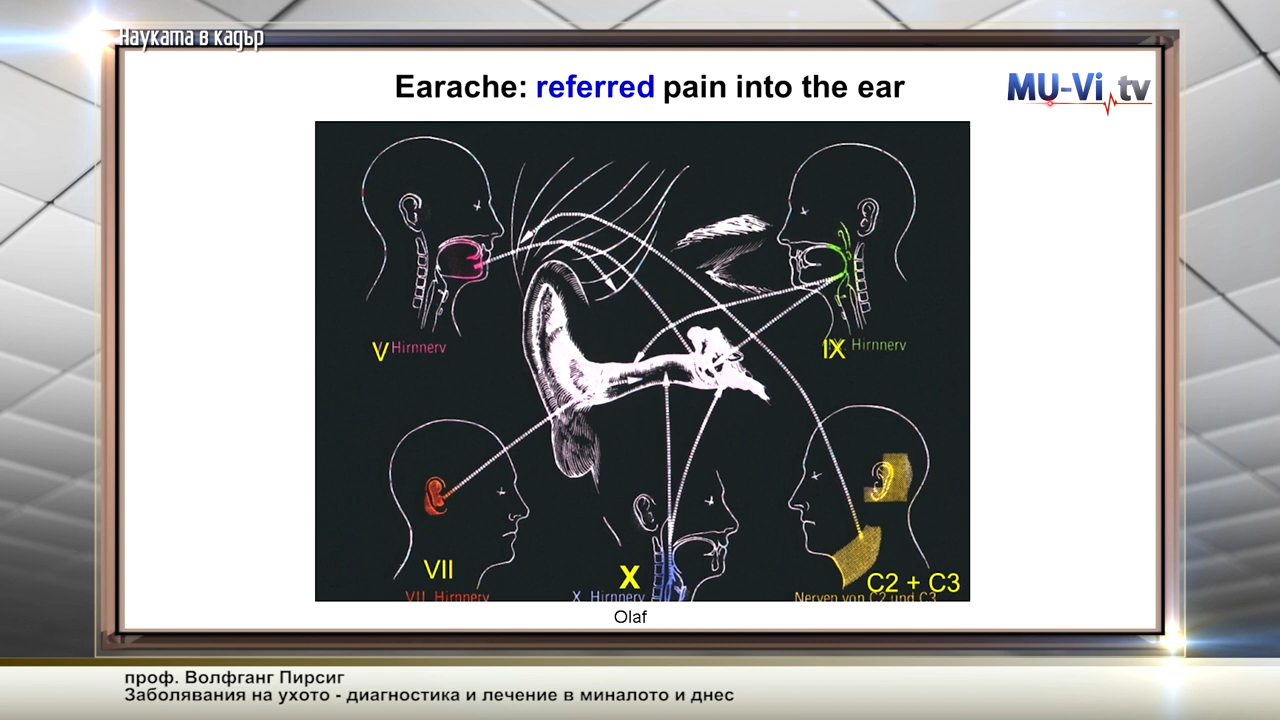 Науката в кадър
Earache: referred pain into the ear
MU-Vi.tv
V Hirnnerv
IX Hirnnerv
VII
VII. Hirnnerv
X
X. Hirnnerv
C2 + C3
Nerven von C2 und C3
Olaf
проф. Волфганг Пирсиг
Заболявания на ухото - диагностика и лечение в миналото и днес